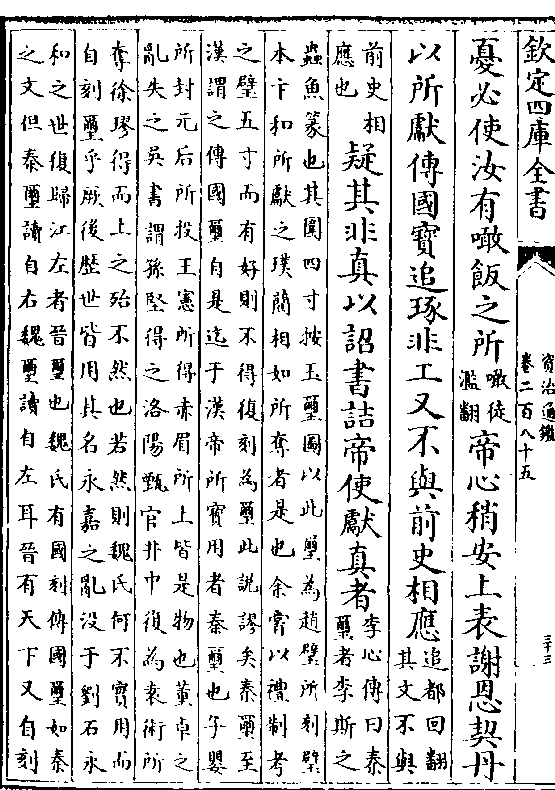 欽定四庫全書
資治通鑑
卷二百八十五
三十三
憂必使汝有噉飯之所噉徒濫翻帝心稍安上表謝恩契丹
以所獻傳國寶追琢非工又不與前史相應追都回翻其文不與
前史相應也疑其非真以詔書詰帝使獻真者李心傳曰秦璽者李斯之
蟲魚篆也其圍四寸按玉璽圖以此璽為趙璧所刻璧
本卞和所獻之璞藺相如所奪者是也余嘗以禮制考
之璧五寸而有好則不得復刻為璽此說謬矣秦璽至
漢謂之傳國璽自是迄于漢帝所寶用者秦璽也子嬰
所封元后所投王憲所得赤眉所上皆是物也董卓之
亂失之吳書謂孫堅得之洛陽甄官井中復為袁術所
奪徐璆得而上之殆不然也若然則魏氏何不寶用而
自刻璽乎厥後歷世皆用其名永嘉之亂沒于劉石永
和之世復歸江左者晉璽也魏氏有國刻傳國璽如秦
之文但秦璽讀自右魏璽讀自左耳晉有天下又自刻